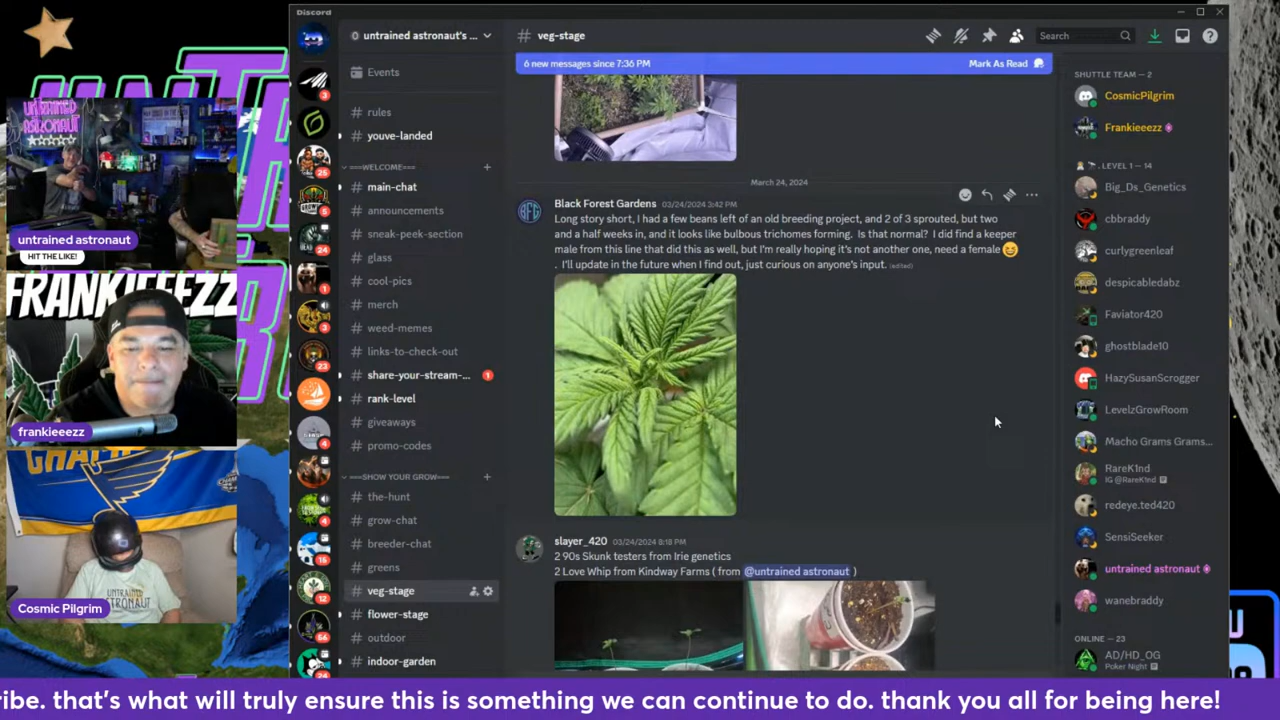 Discord
untrained astronaut's ...
veg-stage
Search
6 new messages since 7:36 PM
Mark As Read
Events
rules
youve-landed
===WELCOME===
main-chat
announcements
sneak-peek-section
glass
cool-pics
merch
weed-memes
links-to-check-out
share-your-stream-... 1
rank-level
giveaways
promo-codes
===SHOW YOUR GROW===
the-hunt
grow-chat
breeder-chat
greens
veg-stage
flower-stage
outdoor
indoor-garden
March 24, 2024
Black Forest Gardens 03/24/2024 3:42 PM
Long story short, I had a few beans left of an old breeding project, and 2 of 3 sprouted, but two
and a half weeks in, and it looks like bulbous trichomes forming. Is that normal? I did find a keeper
male from this line that did this as well, but I'm really hoping it's not another one, need a female
. I'll update in the future when I find out, just curious on anyone's input. (edited)
slayer_420 03/24/2024 8:18 PM
2 90s Skunk testers from Irie genetics
2 Love Whip from Kindway Farms ( from @untrained astronaut )
SHUTTLE TEAM — 2
CosmicPilgrim
Frankieeezz
LEVEL 1 — 14
Big_Ds_Genetics
cbbraddy
curlygreenleaf
despicabledabz
Faviator420
ghostblade10
HazySusanScrogger
LevelzGrowRoom
Macho Grams Grams...
RareK1nd
IG @RareK1nd
redeye.ted420
SensiSeeker
untrained astronaut
wanebraddy
ONLINE — 23
AD/HD_OG
Poker Night
UNTRAINED
ASTRONAUT
untrained astronaut
HIT THE LIKE!
FRANKIEEEZZ
frankieeezz
UNTRAINED
ASTRONAUT
Cosmic Pilgrim
ribe. that's what will truly ensure this is something we can continue to do. thank you all for being here!